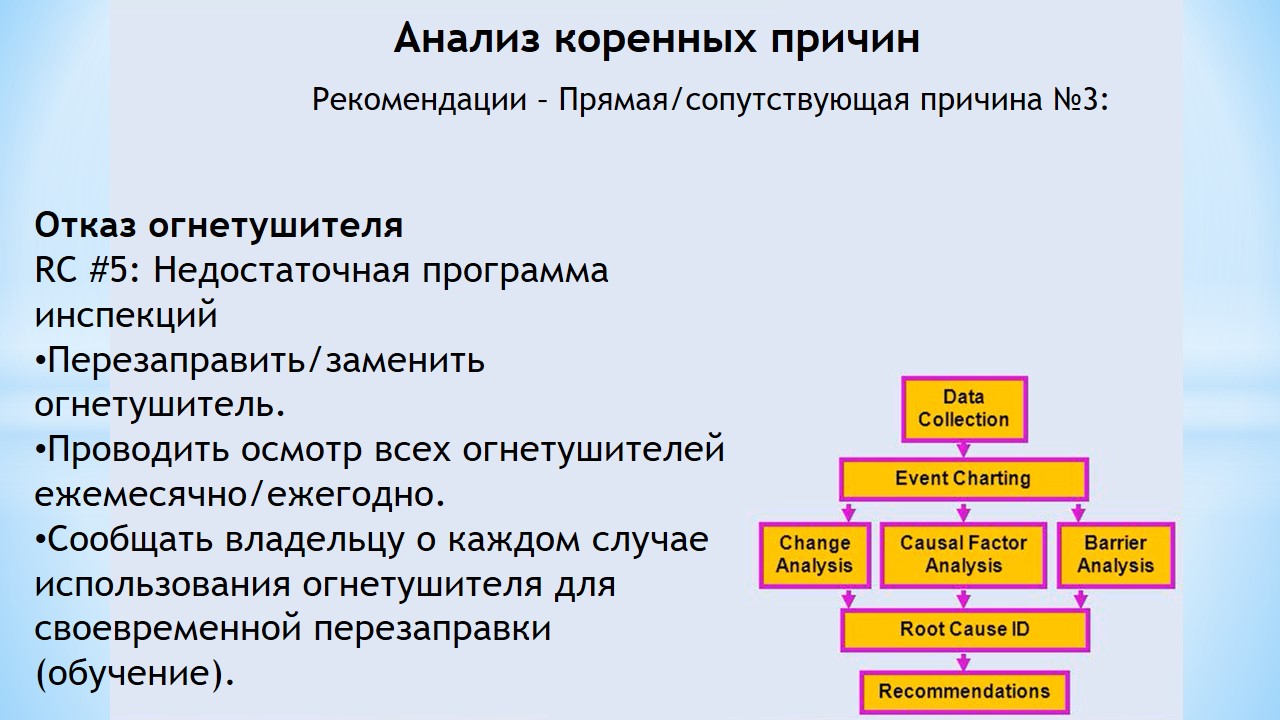 Анализ коренных причин
Рекомендации – Прямая/сопутствующая причина №3:
Отказ огнетушителя
RC #5: Недостаточная программа
инспекций
•Перезаправить/заменить
огнетушитель.
•Проводить осмотр всех огнетушителей
ежемесячно/ежегодно.
•Сообщать владельцу о каждом случае
использования огнетушителя для
своевременной перезаправки
(обучение).
Data
Collection
Event Charting
Change
Analysis
Causal Factor
Analysis
Barrier
Analysis
Root Cause ID
Recommendations